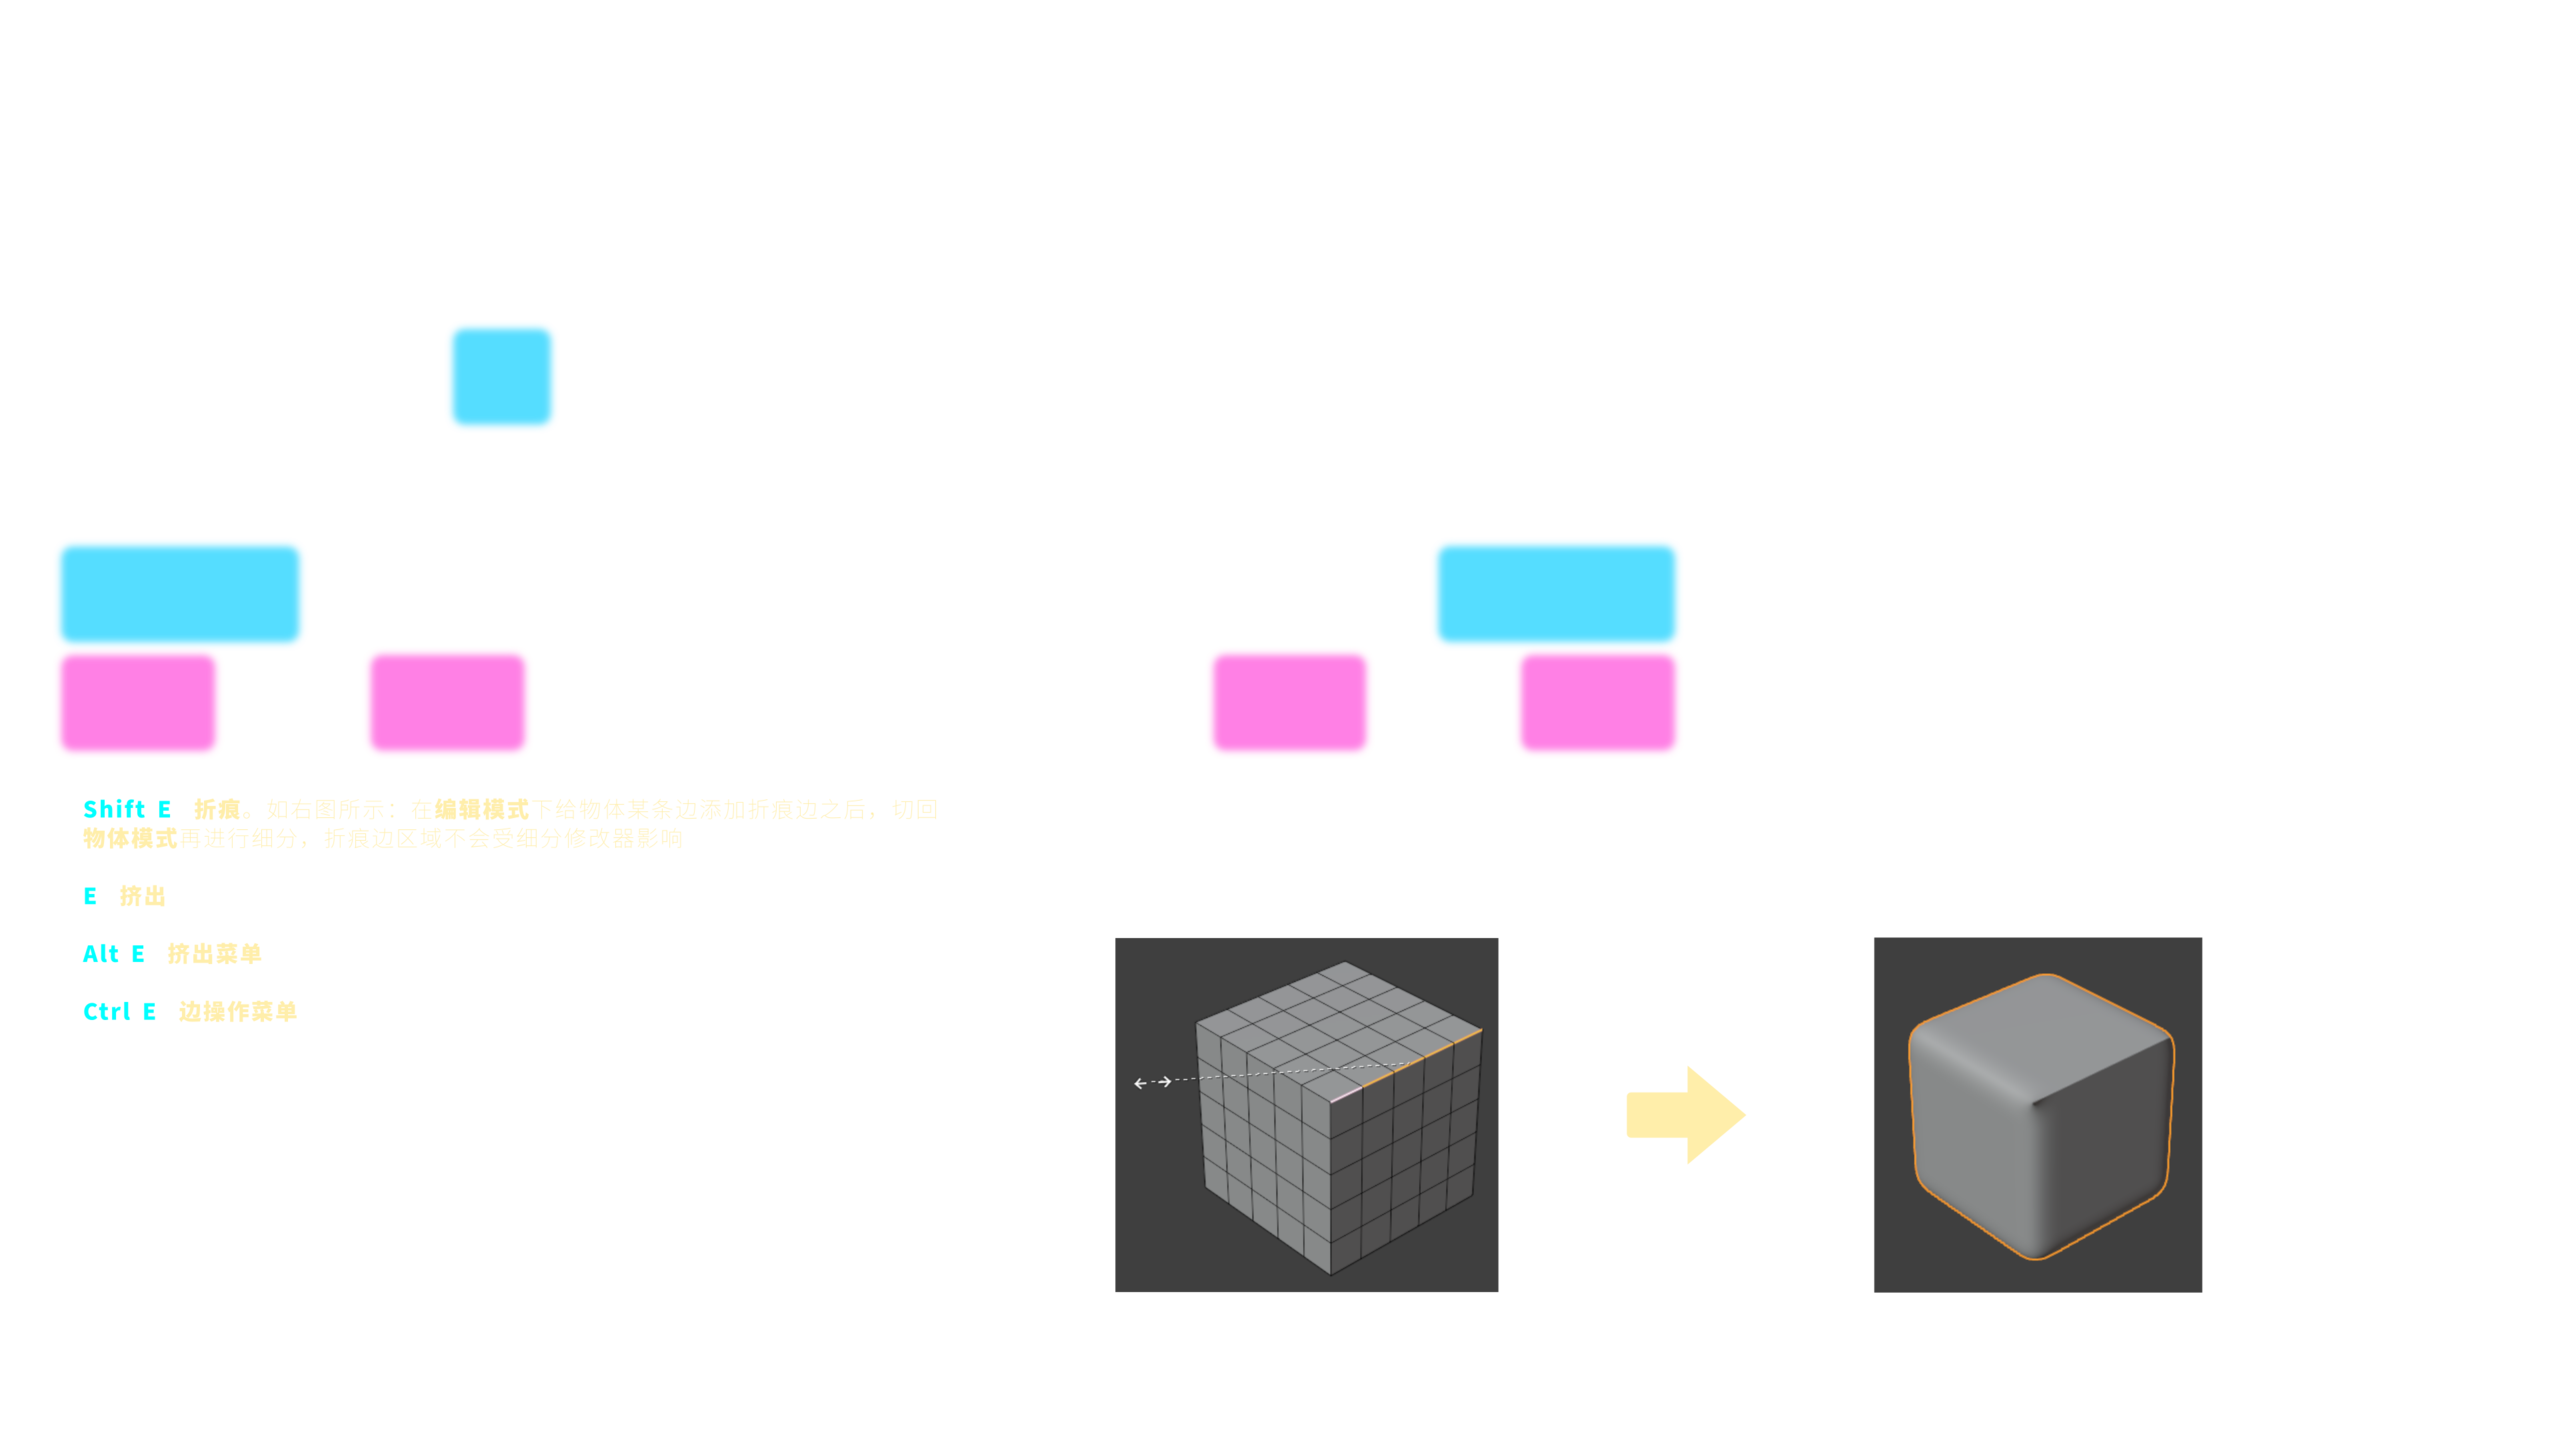 Shift E 折痕。如右图所示：在编辑模式下给物体某条边添加折痕边之后，切回
物体模式再进行细分，折痕边区域不会受细分修改器影响
E 挤出
Alt E 挤出菜单
Ctrl E 边操作菜单